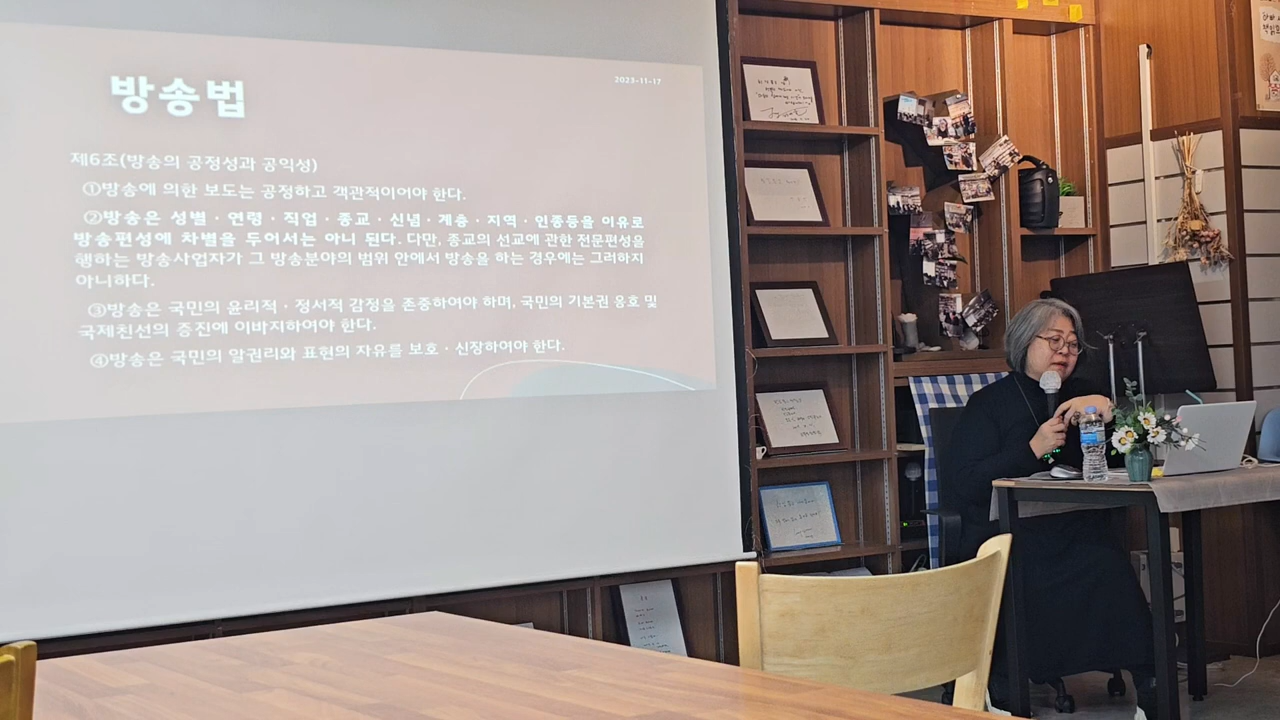 방송법
2023-11-17
제6조(방송의 공정성과 공익성)
①방송에 의한 보도는 공정하고 객관적이어야 한다.
②방송은 성별 · 연령 · 직업 · 종교 · 신념 · 계층 · 지역 · 인종등을 이유로
방송편성에 차별을 두어서는 아니 된다. 다만, 종교의 선교에 관한 전문편성을
행하는 방송사업자가 그 방송분야의 범위 안에서 방송을 하는 경우에는 그러하지
아니하다.
③방송은 국민의 윤리적 · 정서적 감정을 존중하여야 하며, 국민의 기본권 옹호 및
국제친선의 증진에 이바지하여야 한다.
④방송은 국민의 알권리와 표현의 자유를 보호 · 신장하여야 한다.